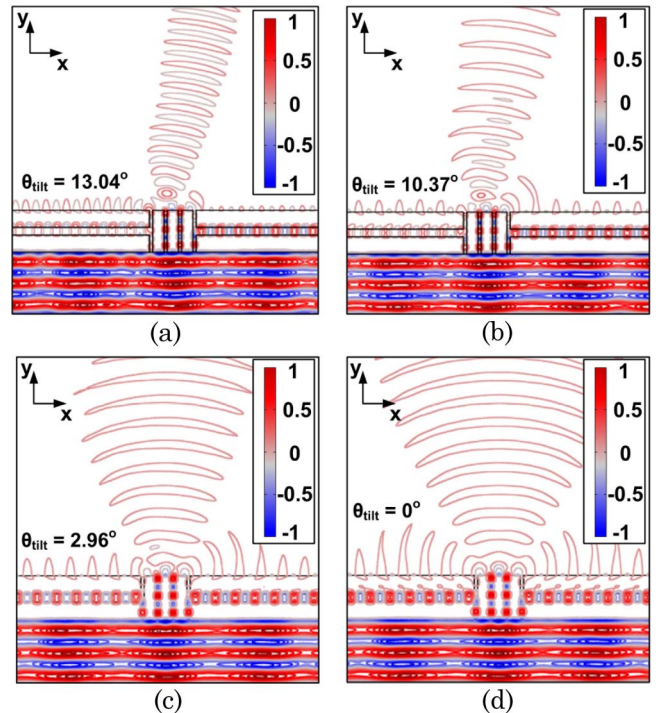 y
x
1
0.5
0
-0.5
-1
θtilt = 13.04°
(a)
y
x
1
0.5
0
-0.5
-1
θtilt = 10.37°
(b)
y
x
1
0.5
0
-0.5
-1
θtilt = 2.96°
(c)
y
x
1
0.5
0
-0.5
-1
θtilt = 0°
(d)